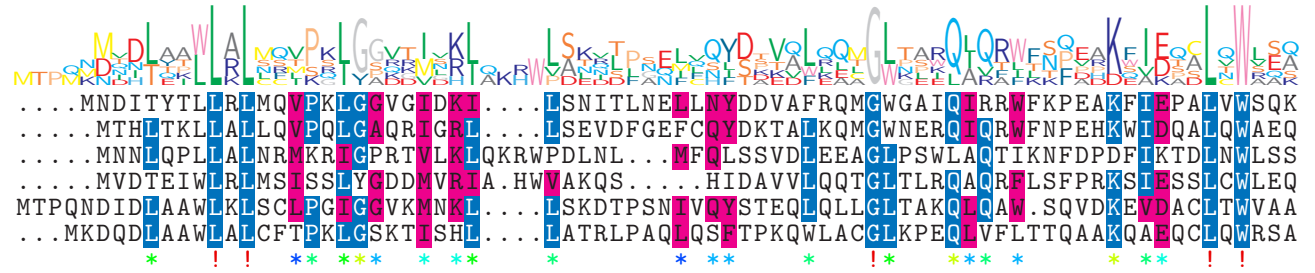 ....MNDITYTLLRLMQVPKLGGVGIDKI....LSNITLNELLNYDDVAFRQMGWGAIQIRRWFKPEAKFIEPALVWSQK
.....MTHLTKLLALLQVPQLGAQRIGRL....LSEVDFGEFCQYDKTALKQMGWNERQIQRWFNPEHKWIDQALQWAEQ
.....MNNLQPLLALNRMKRIGPRTVLKLQKRWPDLNL...MFQLSSVDLEEAGLPSWLAQTIKNFDPDFIKTDLNWLSS
.....MVDTEIWLRLMSISSLYGDDMVRIA.HWVAKQS.....HIDAVVLQQTGLTLRQAQRFLSFPRKSIESSLCWLEQ
MTPQNDIDLAAWLKLSCLPGIGGVKMNKL....LSKDTPSNIVQYSTEQLQLLGLTAKQLQAW.SQVDKEVDACLTWVAA
...MKDQDLAAWLALCFTPKLGSKTISHL....LATRLPAQLQSFTPKQWLACGLKPEQLVFLTTQAAKQAEQCLQWRSA
* ! ! * * * * * * * * * * * * * ! * * * * * * * ! !